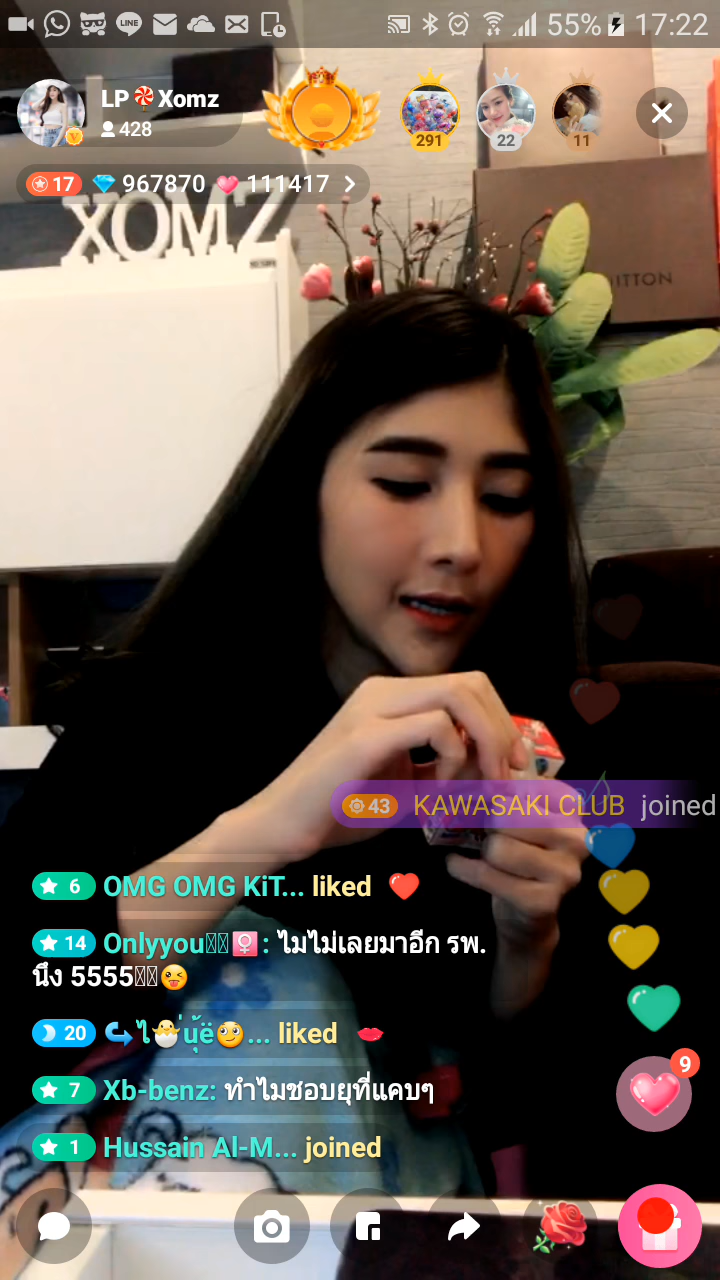 LINE
55%
17:22
LP🍭Xomz
428
291
22
11
17 967870 111417
XOMZ
ITTON
43 KAWASAKI CLUB joined
6 OMG OMG KiT... liked
14 Onlyyou♀: ไมไม่เลยมาอีก รพ.
นึง 5555😜
9
20 ↪ไ🐣่นุ้ë🙄... liked 💋
7 Xb-benz: ทำไมชอบยุที่แคบๆ
1 Hussain Al-M... joined